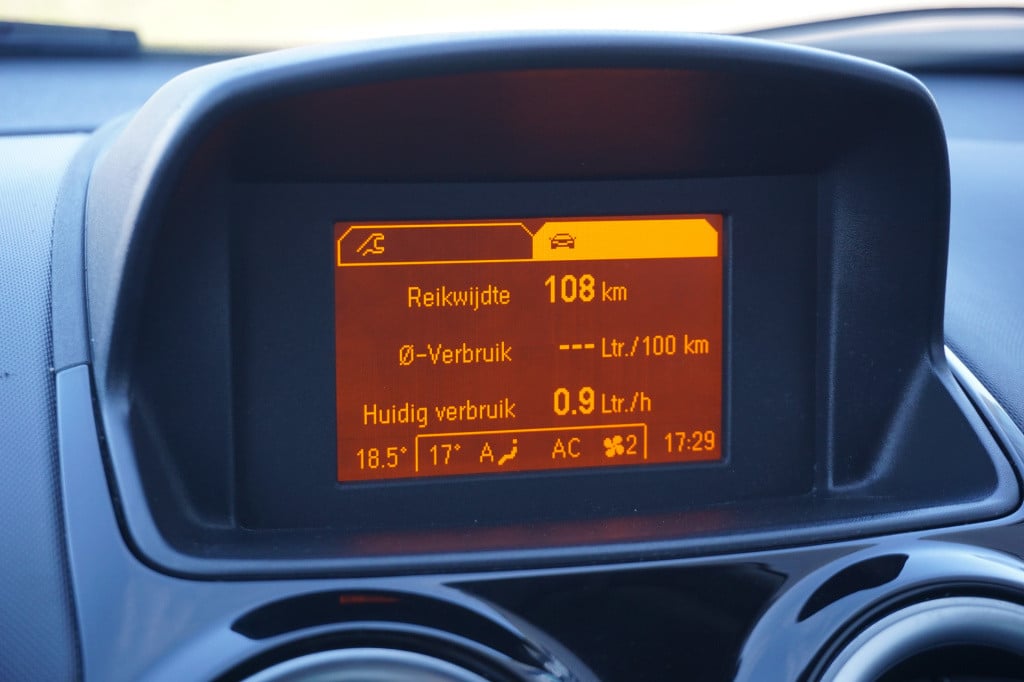 Reikwijdte 108 km
Ø-Verbruik --- Ltr./100 km
Huidig verbruik 0.9 Ltr./h
18.5° 17° A AC 2 17:29